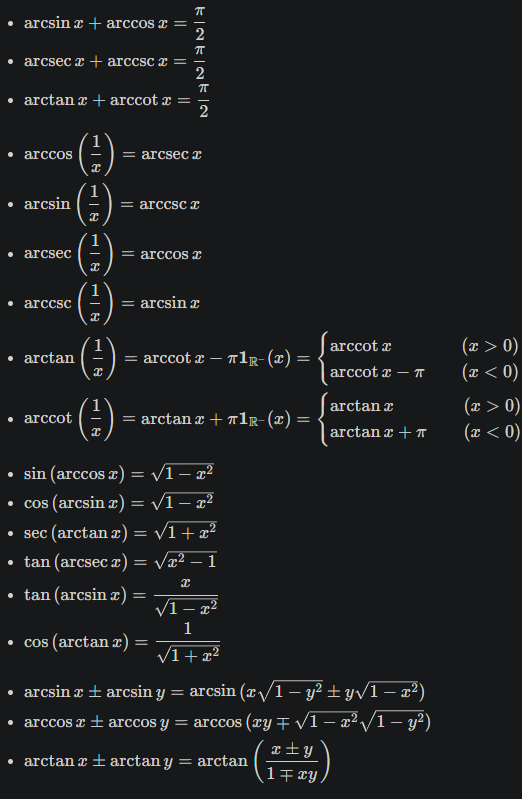 • arcsin x + arccos x = π/2
• arcsec x + arccsc x = π/2
• arctan x + arccot x = π/2
• arccos (1/x) = arcsec x
• arcsin (1/x) = arccsc x
• arcsec (1/x) = arccos x
• arccsc (1/x) = arcsin x
• arctan (1/x) = arccot x − π𝟏_ℝ⁻(x) = { arccot x (x > 0)
arccot x − π (x < 0)
• arccot (1/x) = arctan x + π𝟏_ℝ⁻(x) = { arctan x (x > 0)
arctan x + π (x < 0)
• sin (arccos x) = √(1 − x²)
• cos (arcsin x) = √(1 − x²)
• sec (arctan x) = √(1 + x²)
• tan (arcsec x) = √(x² − 1)
• tan (arcsin x) = x/√(1 − x²)
• cos (arctan x) = 1/√(1 + x²)
• arcsin x ± arcsin y = arcsin (x√(1 − y²) ± y√(1 − x²))
• arccos x ± arccos y = arccos (xy ∓ √(1 − x²)√(1 − y²))
• arctan x ± arctan y = arctan ((x ± y)/(1 ∓ xy))